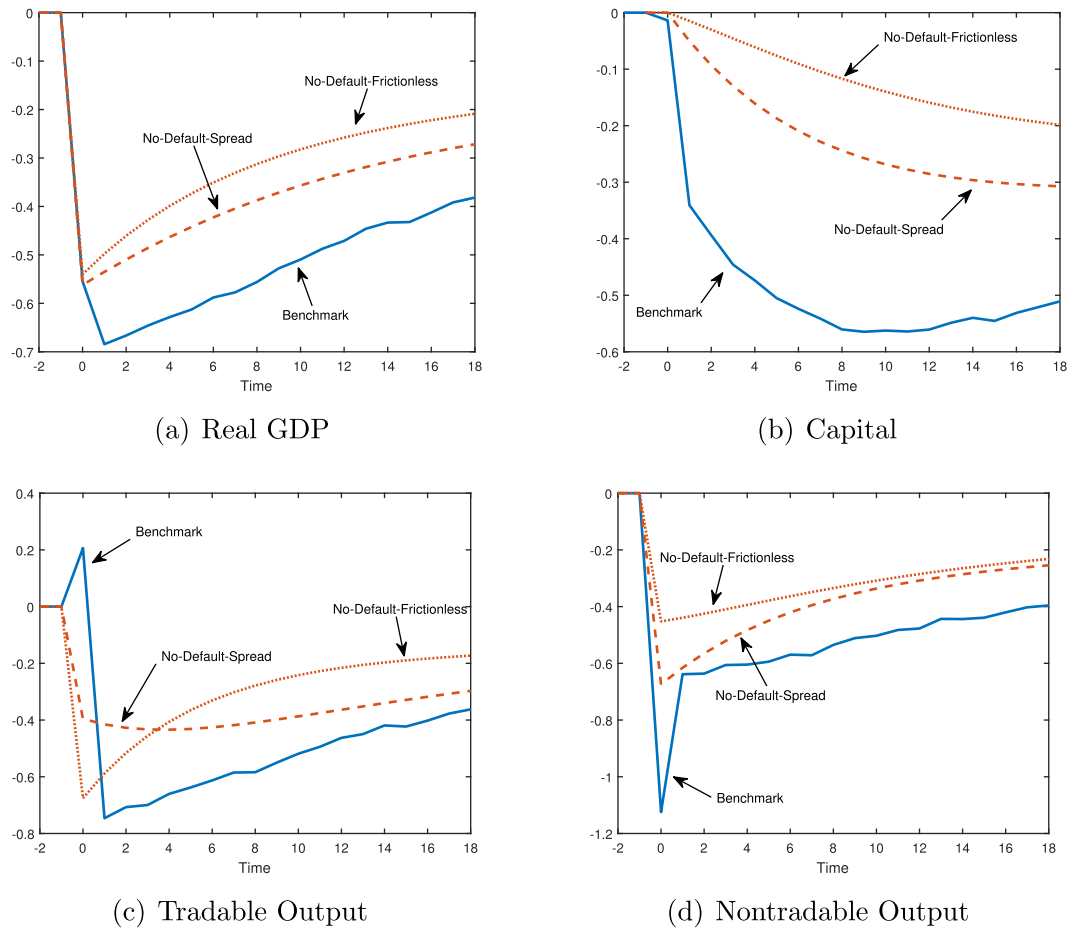 0
-0.1
-0.2
-0.3
-0.4
-0.5
-0.6
-0.7
-2 0 2 4 6 8 10 12 14 16 18
Time
No-Default-Frictionless
No-Default-Spread
Benchmark
(a) Real GDP
0
-0.1
-0.2
-0.3
-0.4
-0.5
-0.6
-2 0 2 4 6 8 10 12 14 16 18
Time
No-Default-Frictionless
No-Default-Spread
Benchmark
(b) Capital
0.4
0.2
0
-0.2
-0.4
-0.6
-0.8
-2 0 2 4 6 8 10 12 14 16 18
Time
Benchmark
No-Default-Frictionless
No-Default-Spread
(c) Tradable Output
0
-0.2
-0.4
-0.6
-0.8
-1
-1.2
-2 0 2 4 6 8 10 12 14 16 18
Time
No-Default-Frictionless
No-Default-Spread
Benchmark
(d) Nontradable Output